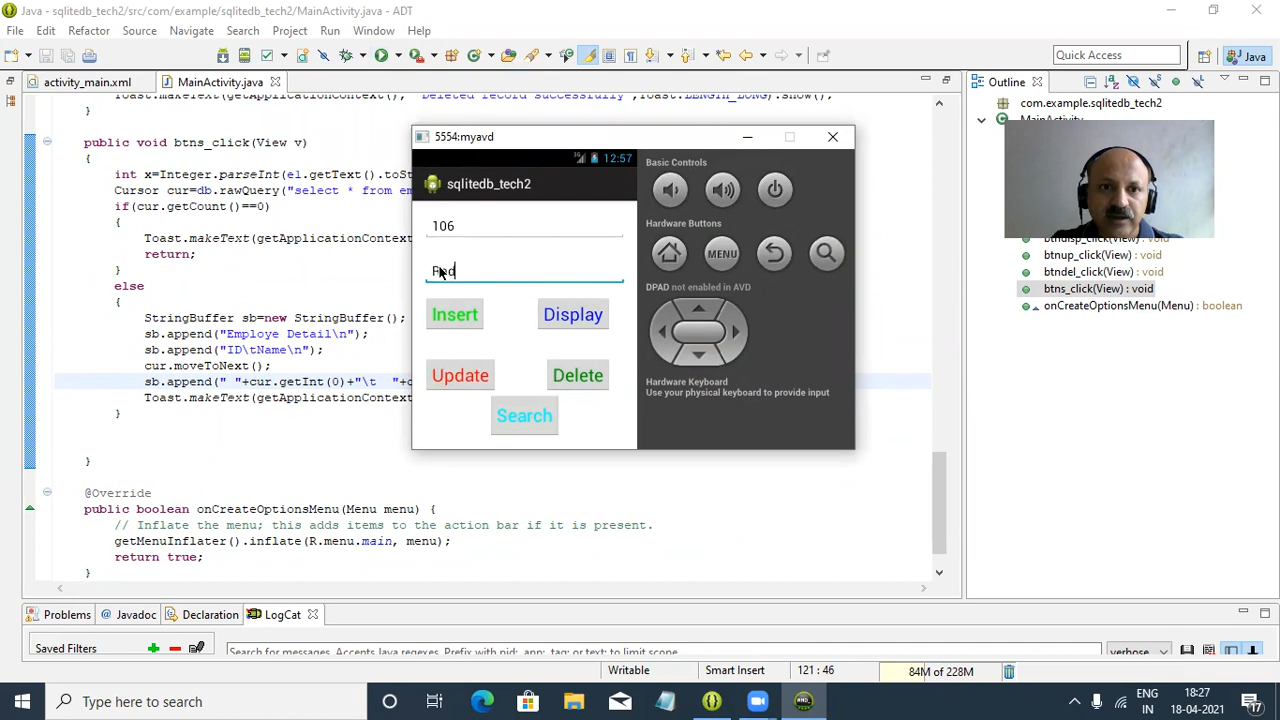 Java - sqlitedb_tech2/src/com/example/sqlitedb_tech2/MainActivity.java - ADT
File Edit Refactor Source Navigate Search Project Run Window Help
Quick Access
Java
activity_main.xml
MainActivity.java
Outline
Toast.makeText(getApplicationContext(), "Deleted record successfully",Toast.LENGTH_LONG).show();
}
com.example.sqlitedb_tech2
MainActivity
public void btns_click(View v)
{
int x=Integer.parseInt(e1.getText().toSt
Cursor cur=db.rawQuery("select * from em
if(cur.getCount()==0)
{
Toast.makeText(getApplicationContext
return;
}
else
{
StringBuffer sb=new StringBuffer();
sb.append("Employe Detail\n");
sb.append("ID\tName\n");
cur.moveToNext();
sb.append(" "+cur.getInt(0)+"\t "+c
Toast.makeText(getApplicationContext
}
}
@Override
public boolean onCreateOptionsMenu(Menu menu) {
// Inflate the menu; this adds items to the action bar if it is present.
getMenuInflater().inflate(R.menu.main, menu);
return true;
}
5554:myavd
12:57
sqlitedb_tech2
106
Insert
Display
Update
Delete
Search
Basic Controls
Hardware Buttons
MENU
DPAD not enabled in AVD
Hardware Keyboard
Use your physical keyboard to provide input
btndisp_click(View) : void
btnup_click(View) : void
btndel_click(View) : void
btns_click(View) : void
onCreateOptionsMenu(Menu) : boolean
Problems
Javadoc
Declaration
LogCat
Saved Filters
Search for messages. Accepts Java regexes. Prefix with pid:, app:, tag: or text: to limit scope.
verbose
Writable
Smart Insert
121 : 46
84M of 228M
Type here to search
ENG
IN
18:27
18-04-2021
17